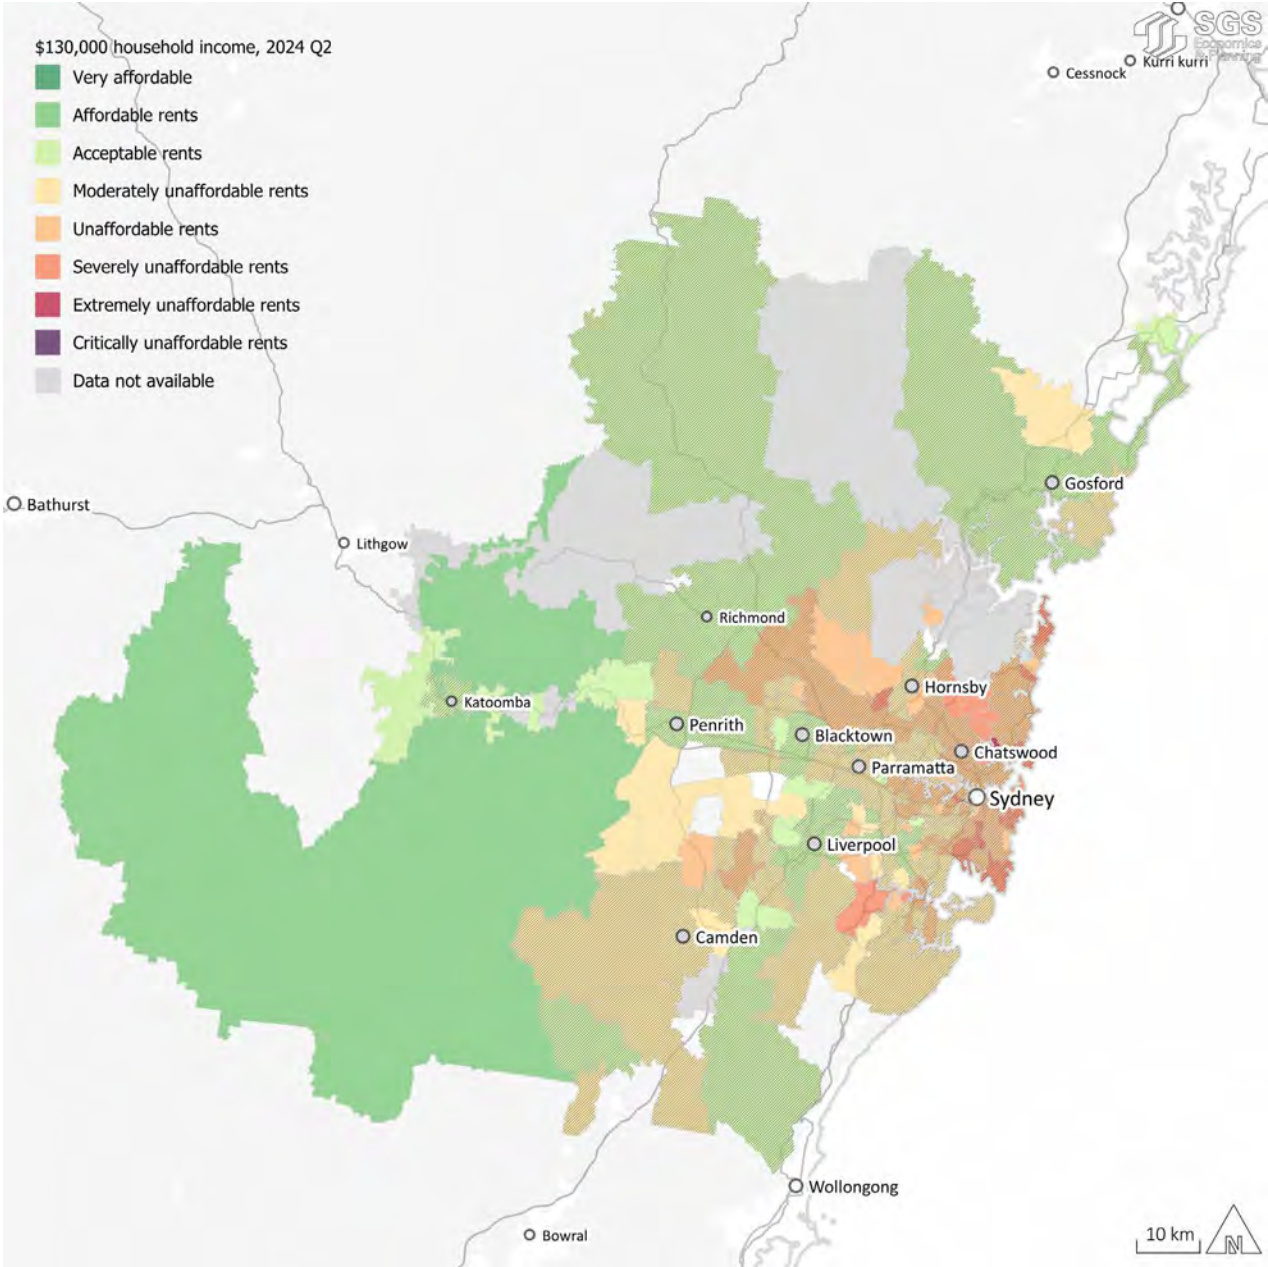 $130,000 household income, 2024 Q2
Very affordable
Affordable rents
Acceptable rents
Moderately unaffordable rents
Unaffordable rents
Severely unaffordable rents
Extremely unaffordable rents
Critically unaffordable rents
Data not available
SGS
Economics
& Planning
Kurri kurri
Cessnock
Gosford
Bathurst
Lithgow
Richmond
Hornsby
Katoomba
Penrith
Blacktown
Chatswood
Parramatta
Sydney
Liverpool
Camden
Wollongong
Bowral
10 km
N